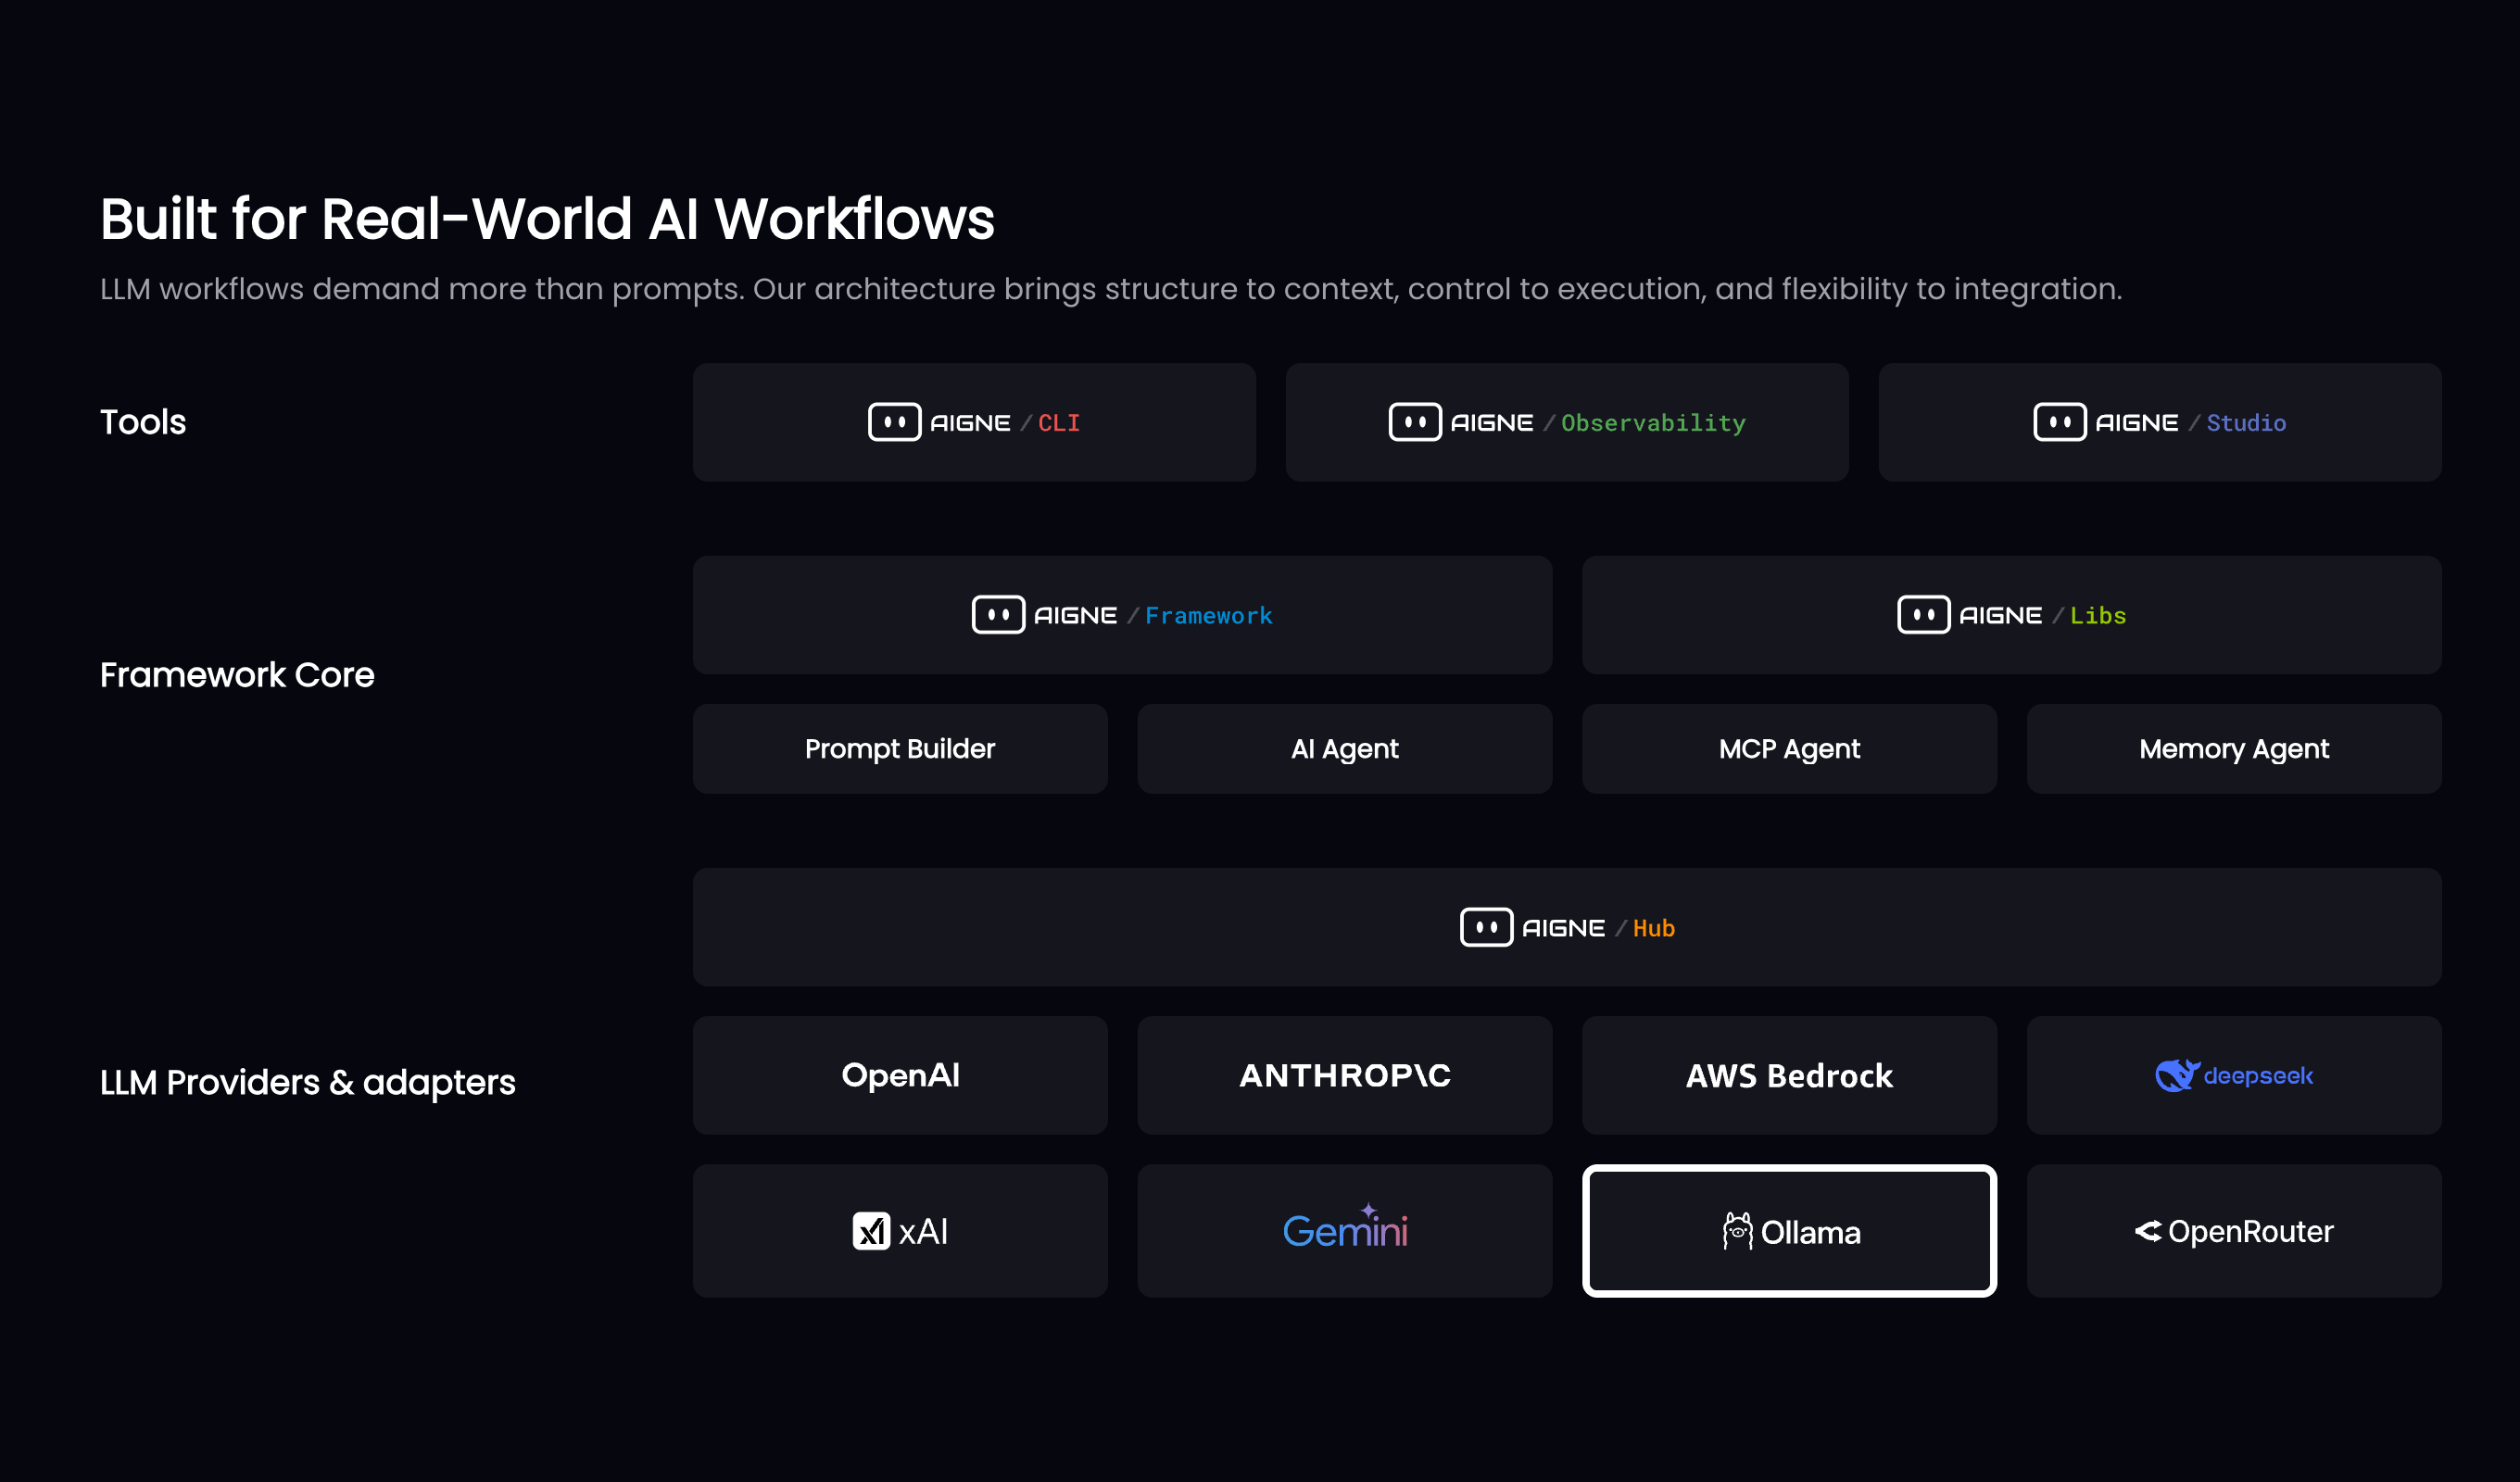 Built for Real-World AI Workflows
LLM workflows demand more than prompts. Our architecture brings structure to context, control to execution, and flexibility to integration.
Tools
AIGNE / CLI
AIGNE / Observability
AIGNE / Studio
Framework Core
AIGNE / Framework
AIGNE / Libs
Prompt Builder
AI Agent
MCP Agent
Memory Agent
AIGNE / Hub
LLM Providers & adapters
OpenAI
ANTHROP\C
AWS Bedrock
deepseek
xAI
Gemini
Ollama
OpenRouter